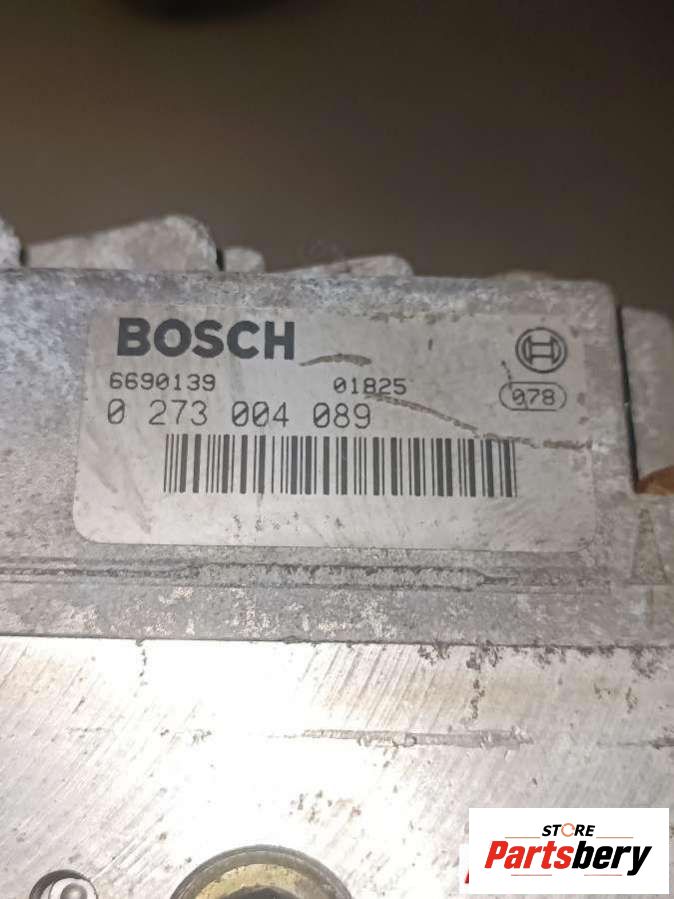 BOSCH
6690139 01825
078
0 273 004 089
STORE
Partsbery